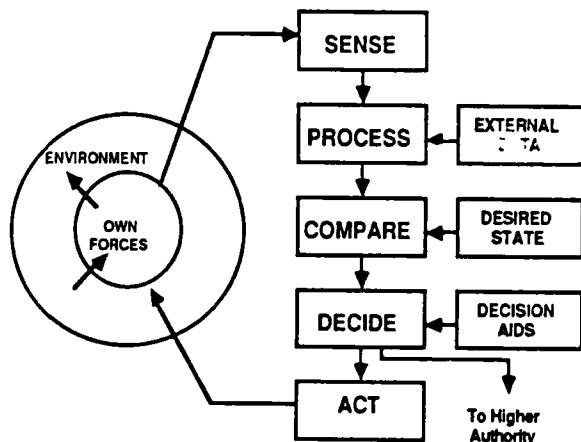 SENSE
PROCESS
EXTERNAL
ENVIRONMENT
OWN
FORCES
COMPARE
DESIRED
STATE
DECIDE
DECISION
AIDS
ACT
To Higher
Authority